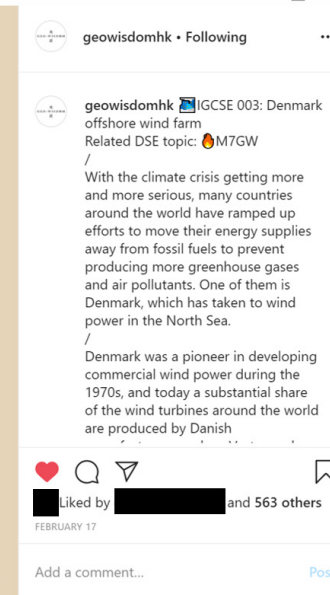 geowisdomhk • Following
geowisdomhk IGCSE 003: Denmark
offshore wind farm
Related DSE topic: 🔥M7GW
/
With the climate crisis getting more
and more serious, many countries
around the world have ramped up
efforts to move their energy supplies
away from fossil fuels to prevent
producing more greenhouse gases
and air pollutants. One of them is
Denmark, which has taken to wind
power in the North Sea.
/
Denmark was a pioneer in developing
commercial wind power during the
1970s, and today a substantial share
of the wind turbines around the world
are produced by Danish
Liked by and 563 others
FEBRUARY 17
Add a comment...
Pos